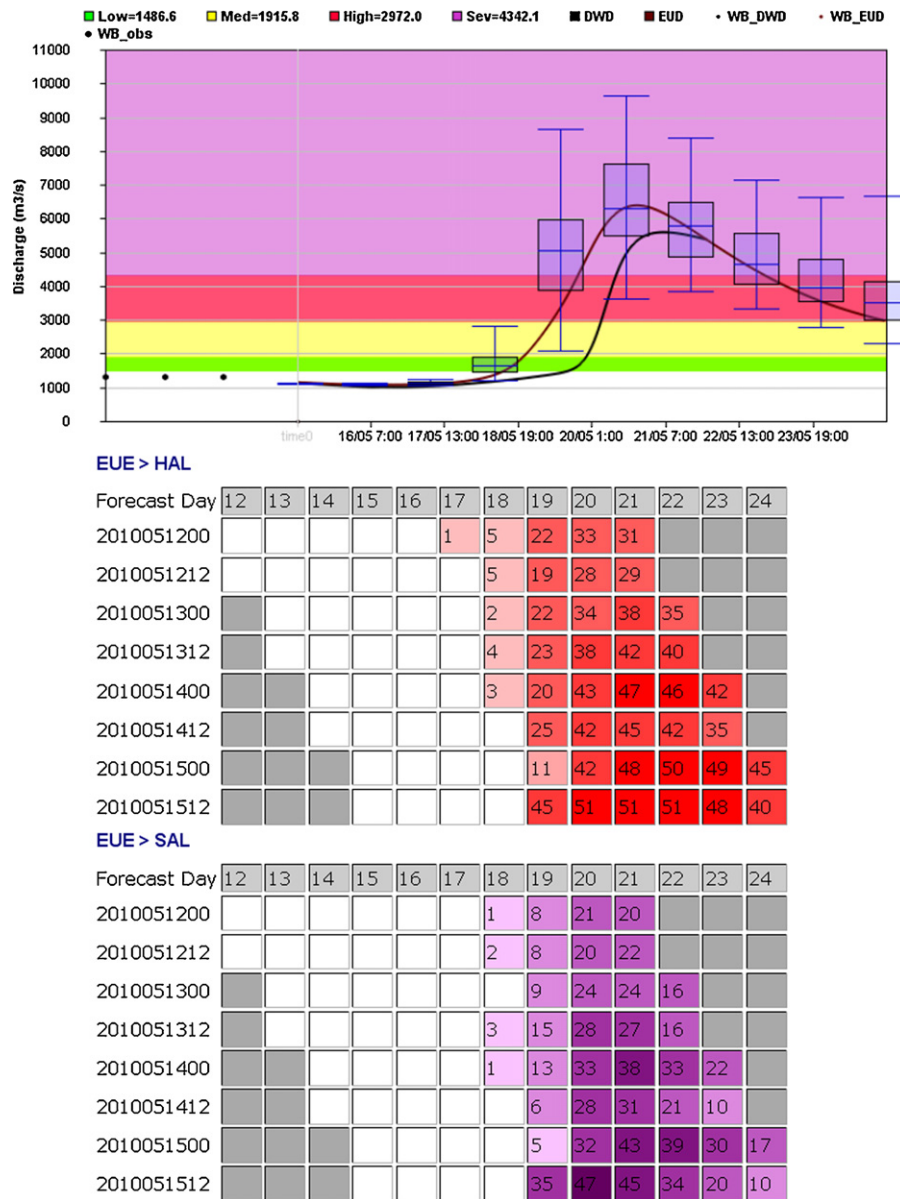 Low=1486.6 Med=1915.8 High=2972.0 Sev=4342.1 DWD EUD WB_DWD WB_EUD
WB_obs
11000
10000
9000
8000
7000
6000
5000
4000
3000
2000
1000
0
Discharge (m3/s)
time0 16/05 7:00 17/05 13:00 18/05 19:00 20/05 1:00 21/05 7:00 22/05 13:00 23/05 19:00
EUE > HAL
Forecast Day 12 13 14 15 16 17 18 19 20 21 22 23 24
2010051200 1 5 22 33 31
2010051212 5 19 28 29
2010051300 2 22 34 38 35
2010051312 4 23 38 42 40
2010051400 3 20 43 47 46 42
2010051412 25 42 45 42 35
2010051500 11 42 48 50 49 45
2010051512 45 51 51 51 48 40
EUE > SAL
Forecast Day 12 13 14 15 16 17 18 19 20 21 22 23 24
2010051200 1 8 21 20
2010051212 2 8 20 22
2010051300 9 24 24 16
2010051312 3 15 28 27 16
2010051400 1 13 33 38 33 22
2010051412 6 28 31 21 10
2010051500 5 32 43 39 30 17
2010051512 35 47 45 34 20 10